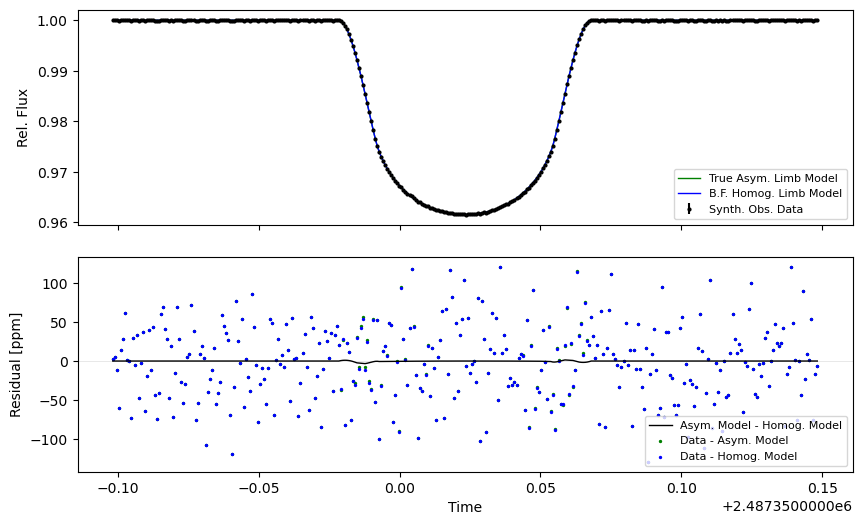 1.00
0.99
0.98
0.97
0.96
Rel. Flux
True Asym. Limb Model
B.F. Homog. Limb Model
Synth. Obs. Data
100
50
0
−50
−100
Residual [ppm]
Asym, Model - Homog. Model
Data - Asym. Model
Data - Homog. Model
−0.10 −0.05 0.00 0.05 0.10 0.15
Time
+2.4873500000e6